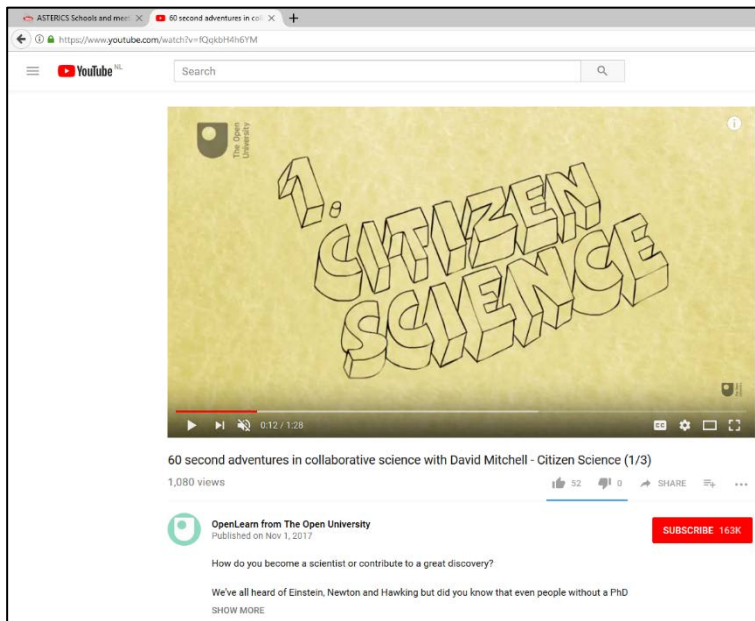 ASTERICS Schools and meet
60 second adventures in col
https://www.youtube.com/watch?v=fQqkbH4h6YM
YouTube NL
Search
The Open
University
1. CITIZEN
SCIENCE
0:12 / 1:28
CC
60 second adventures in collaborative science with David Mitchell - Citizen Science (1/3)
1,080 views
52
0
SHARE
OpenLearn from The Open University
Published on Nov 1, 2017
SUBSCRIBE 163K
How do you become a scientist or contribute to a great discovery?
We've all heard of Einstein, Newton and Hawking but did you know that even people without a PhD
SHOW MORE